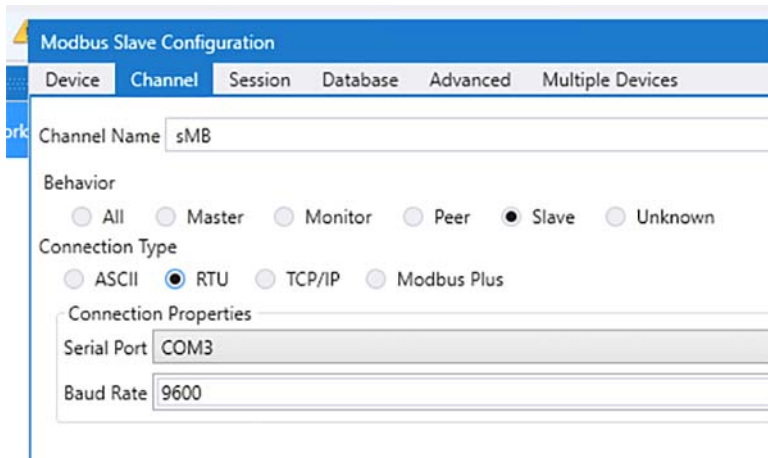 Modbus Slave Configuration
Device Channel Session Database Advanced Multiple Devices
Channel Name sMB
Behavior
All Master Monitor Peer Slave Unknown
Connection Type
ASCII RTU TCP/IP Modbus Plus
Connection Properties
Serial Port COM3
Baud Rate 9600